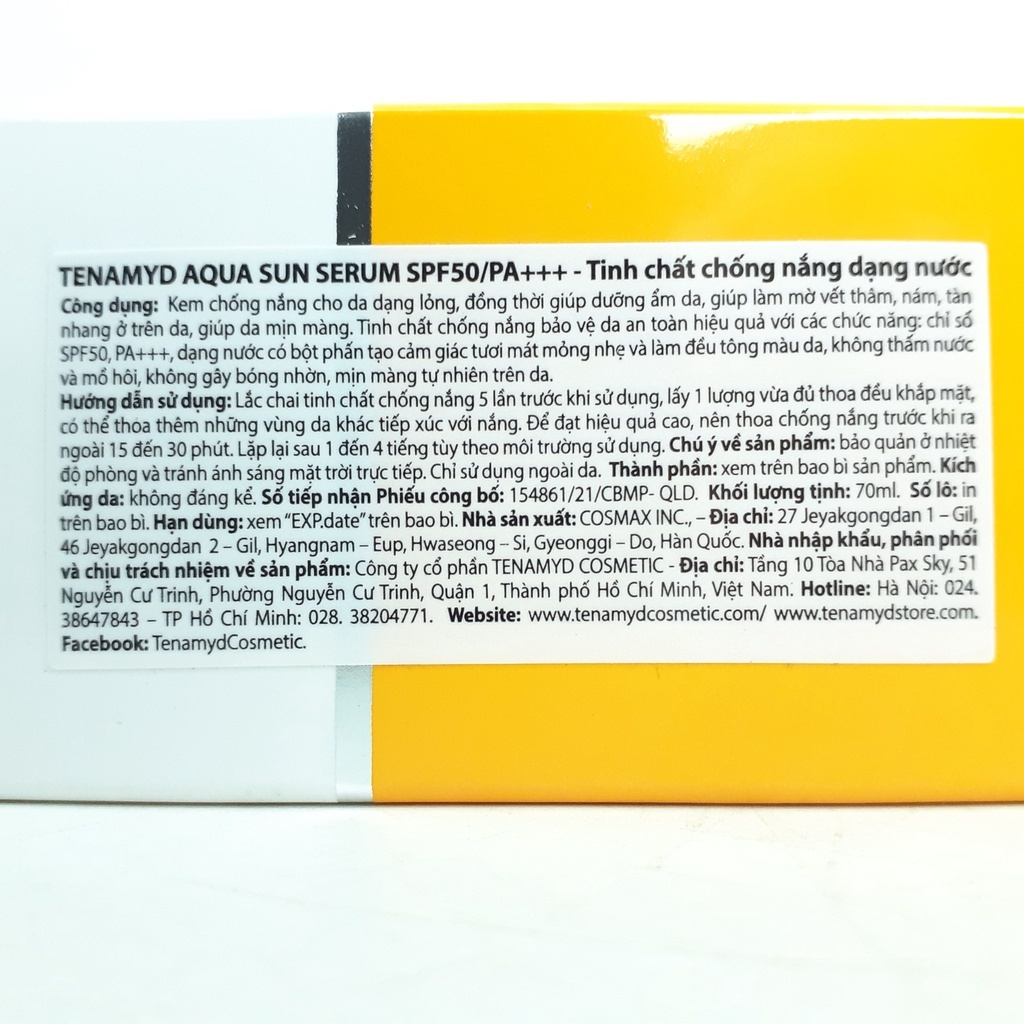 TENAMYD AQUA SUN SERUM SPF50/PA+++ - Tinh chất chống nắng dạng nước
Công dụng: Kem chống nắng cho da dạng lỏng, đồng thời giúp dưỡng ẩm da, giúp làm mờ vết thâm, nám, tàn
nhang ở trên da, giúp da mịn màng. Tinh chất chống nắng bảo vệ da an toàn hiệu quả với các chức năng: chỉ số
SPF50, PA+++, dạng nước có bột phấn tạo cảm giác tươi mát mỏng nhẹ và làm đều tông màu da, không thấm nước
và mồ hôi, không gây bóng nhờn, mịn màng tự nhiên trên da.
Hướng dẫn sử dụng: Lắc chai tinh chất chống nắng 5 lần trước khi sử dụng, lấy 1 lượng vừa đủ thoa đều khắp mặt,
có thể thoa thêm những vùng da khác tiếp xúc với nắng. Để đạt hiệu quả cao, nên thoa chống nắng trước khi ra
ngoài 15 đến 30 phút. Lặp lại sau 1 đến 4 tiếng tùy theo môi trường sử dụng. Chú ý về sản phẩm: bảo quản ở nhiệt
độ phòng và tránh ánh sáng mặt trời trực tiếp. Chỉ sử dụng ngoài da. Thành phần: xem trên bao bì sản phẩm. Kích
ứng da: không đáng kể. Số tiếp nhận Phiếu công bố: 154861/21/CBMP- QLD. Khối lượng tịnh: 70ml. Số lô: in
trên bao bì. Hạn dùng: xem "EXP.date" trên bao bì. Nhà sản xuất: COSMAX INC., – Địa chỉ: 27 Jeyakgongdan 1 – Gil,
46 Jeyakgongdan 2 – Gil, Hyangnam – Eup, Hwaseong – Si, Gyeonggi – Do, Hàn Quốc. Nhà nhập khẩu, phân phối
và chịu trách nhiệm về sản phẩm: Công ty cổ phần TENAMYD COSMETIC - Địa chỉ: Tầng 10 Tòa Nhà Pax Sky, 51
Nguyễn Cư Trinh, Phường Nguyễn Cư Trinh, Quận 1, Thành phố Hồ Chí Minh, Việt Nam. Hotline: Hà Nội: 024.
38647843 – TP Hồ Chí Minh: 028. 38204771. Website: www.tenamydcosmetic.com/ www.tenamydstore.com.
Facebook: TenamydCosmetic.